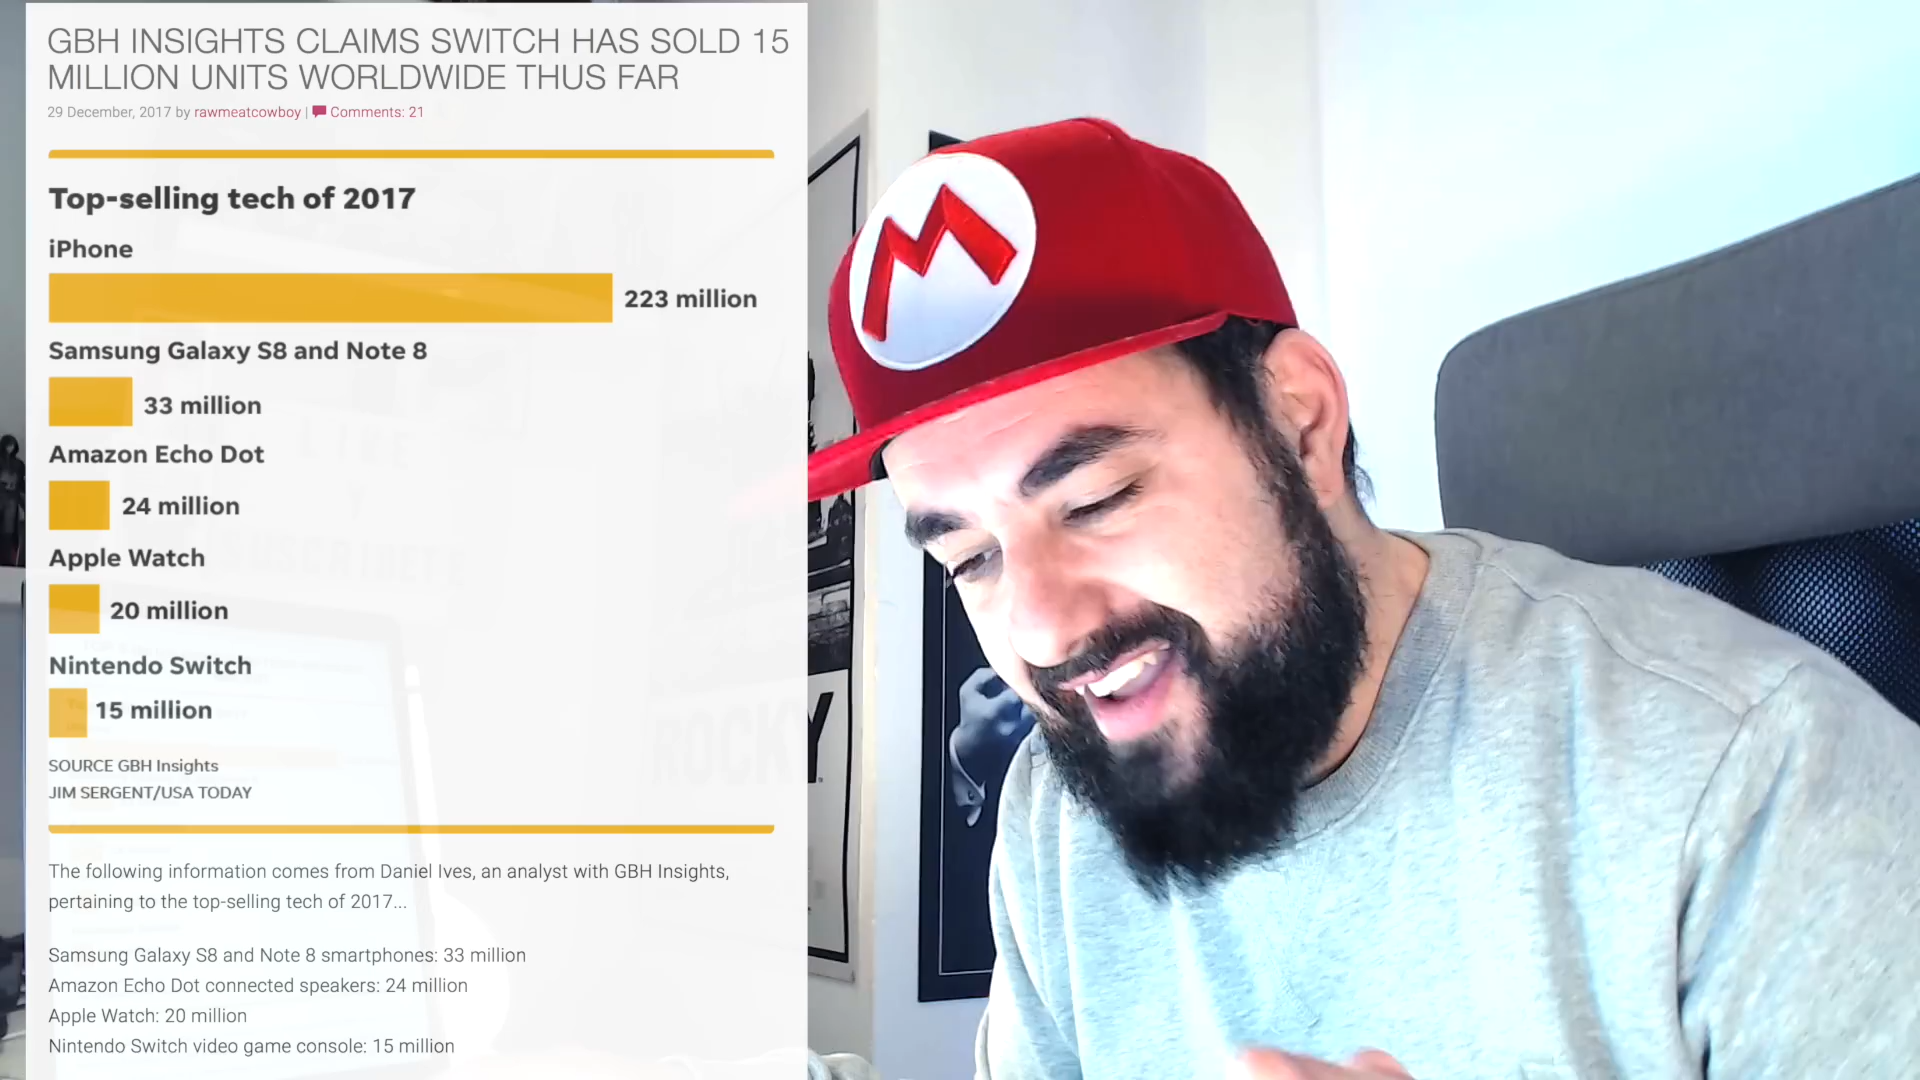 GBH INSIGHTS CLAIMS SWITCH HAS SOLD 15
MILLION UNITS WORLDWIDE THUS FAR
29 December, 2017 by rawmeatcowboy | Comments: 21
Top-selling tech of 2017
iPhone
223 million
Samsung Galaxy S8 and Note 8
33 million
Amazon Echo Dot
24 million
Apple Watch
20 million
Nintendo Switch
15 million
SOURCE GBH Insights
JIM SERGENT/USA TODAY
The following information comes from Daniel Ives, an analyst with GBH Insights,
pertaining to the top-selling tech of 2017...
Samsung Galaxy S8 and Note 8 smartphones: 33 million
Amazon Echo Dot connected speakers: 24 million
Apple Watch: 20 million
Nintendo Switch video game console: 15 million
M
ROCKY
LIKE
Y
SUSCRIBETE